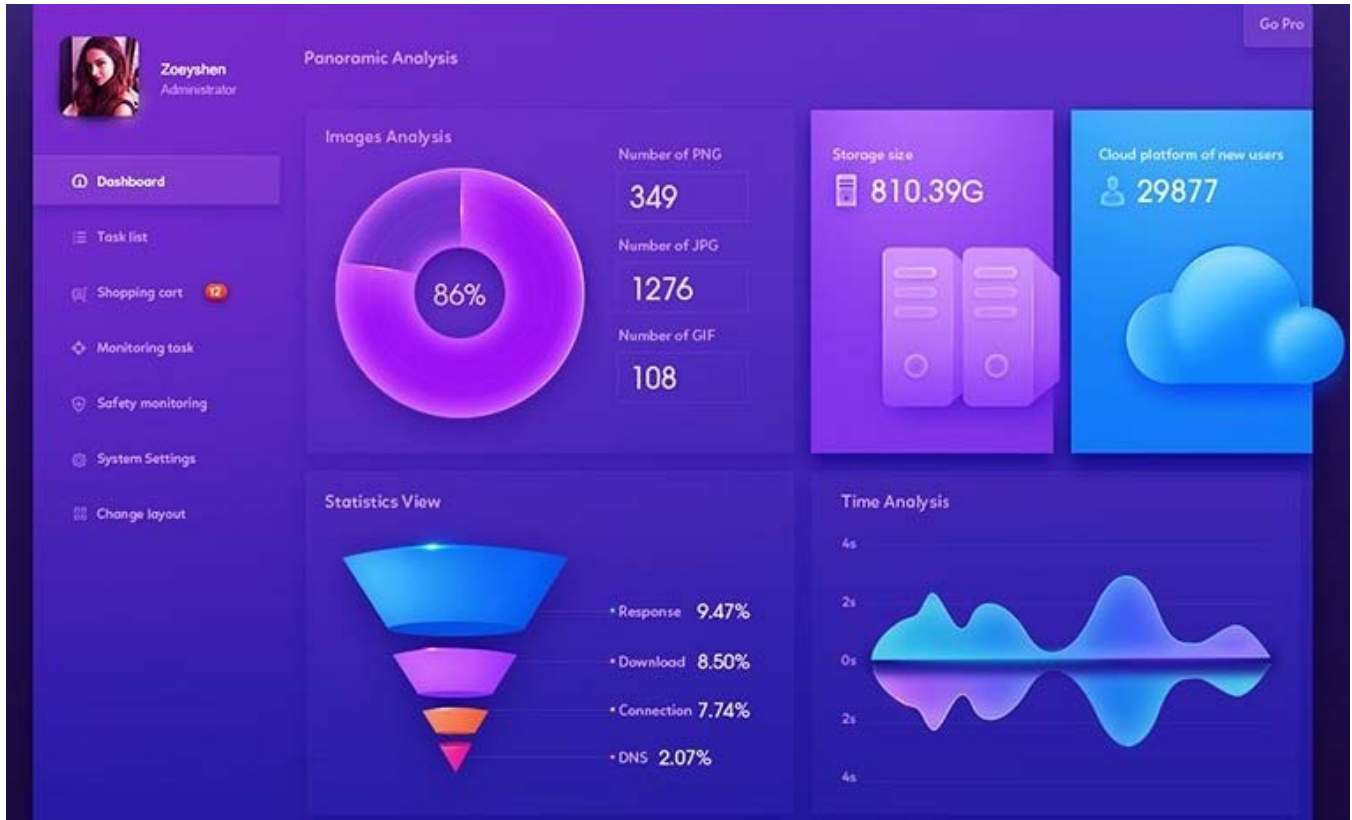 Go Pro
Zoeyshen
Administrator
Panoramic Analysis
Dashboard
Task list
Shopping cart 12
Monitoring task
Safety monitoring
System Settings
Change layout
Images Analysis
86%
Number of PNG
349
Number of JPG
1276
Number of GIF
108
Storage size
810.39G
Cloud platform of new users
29877
Statistics View
Response 9.47%
Download 8.50%
Connection 7.74%
DNS 2.07%
Time Analysis
4s
2s
0s
2s
4s